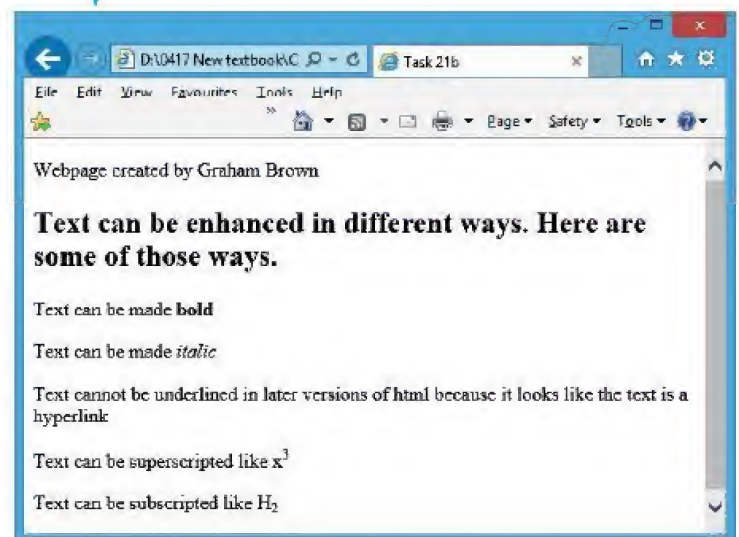 D:\0417 New textbook\C
Task 21b
File Edit View Favourites Tools Help
Page Safety Tools
Webpage created by Graham Brown
Text can be enhanced in different ways. Here are
some of those ways.
Text can be made bold
Text can be made italic
Text cannot be underlined in later versions of html because it looks like the text is a
hyperlink
Text can be superscripted like x³
Text can be subscripted like H₂